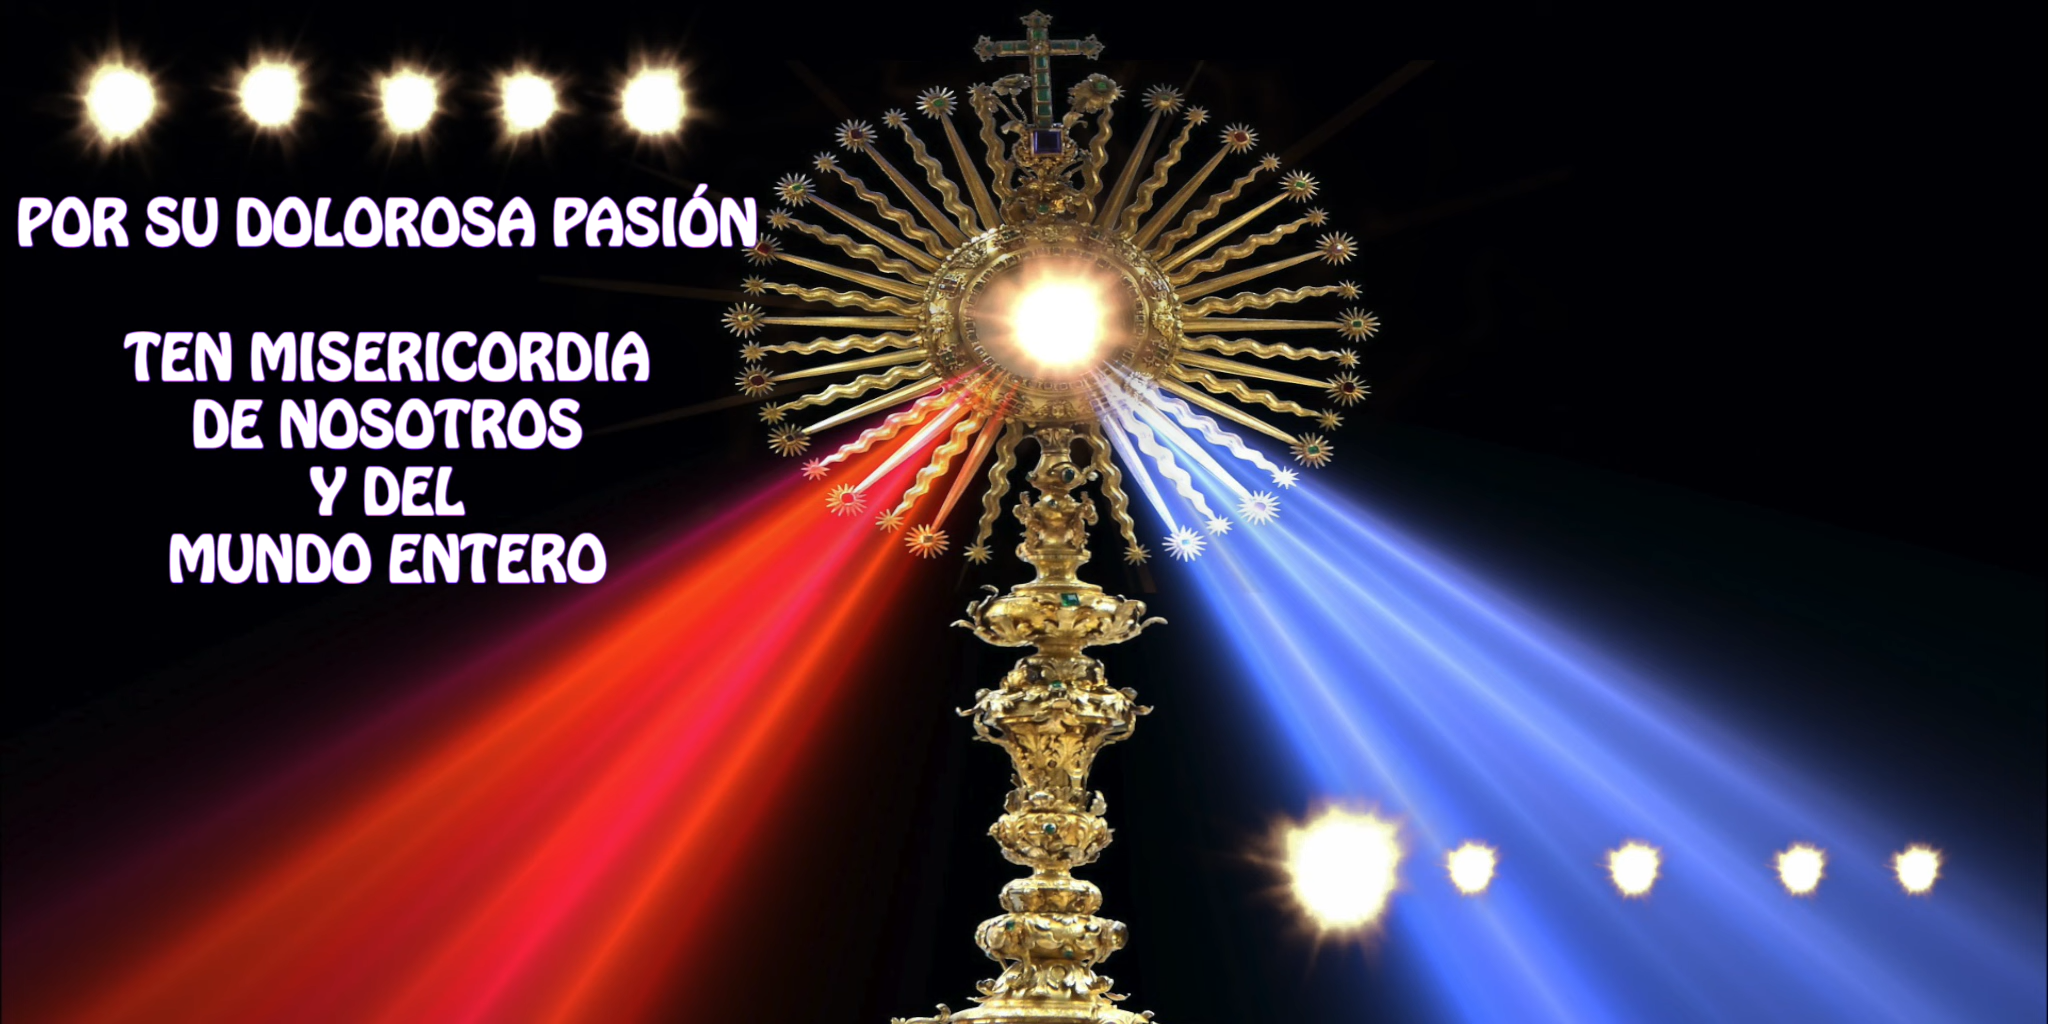 POR SU DOLOROSA PASIÓN
TEN MISERICORDIA
DE NOSOTROS
Y DEL
MUNDO ENTERO